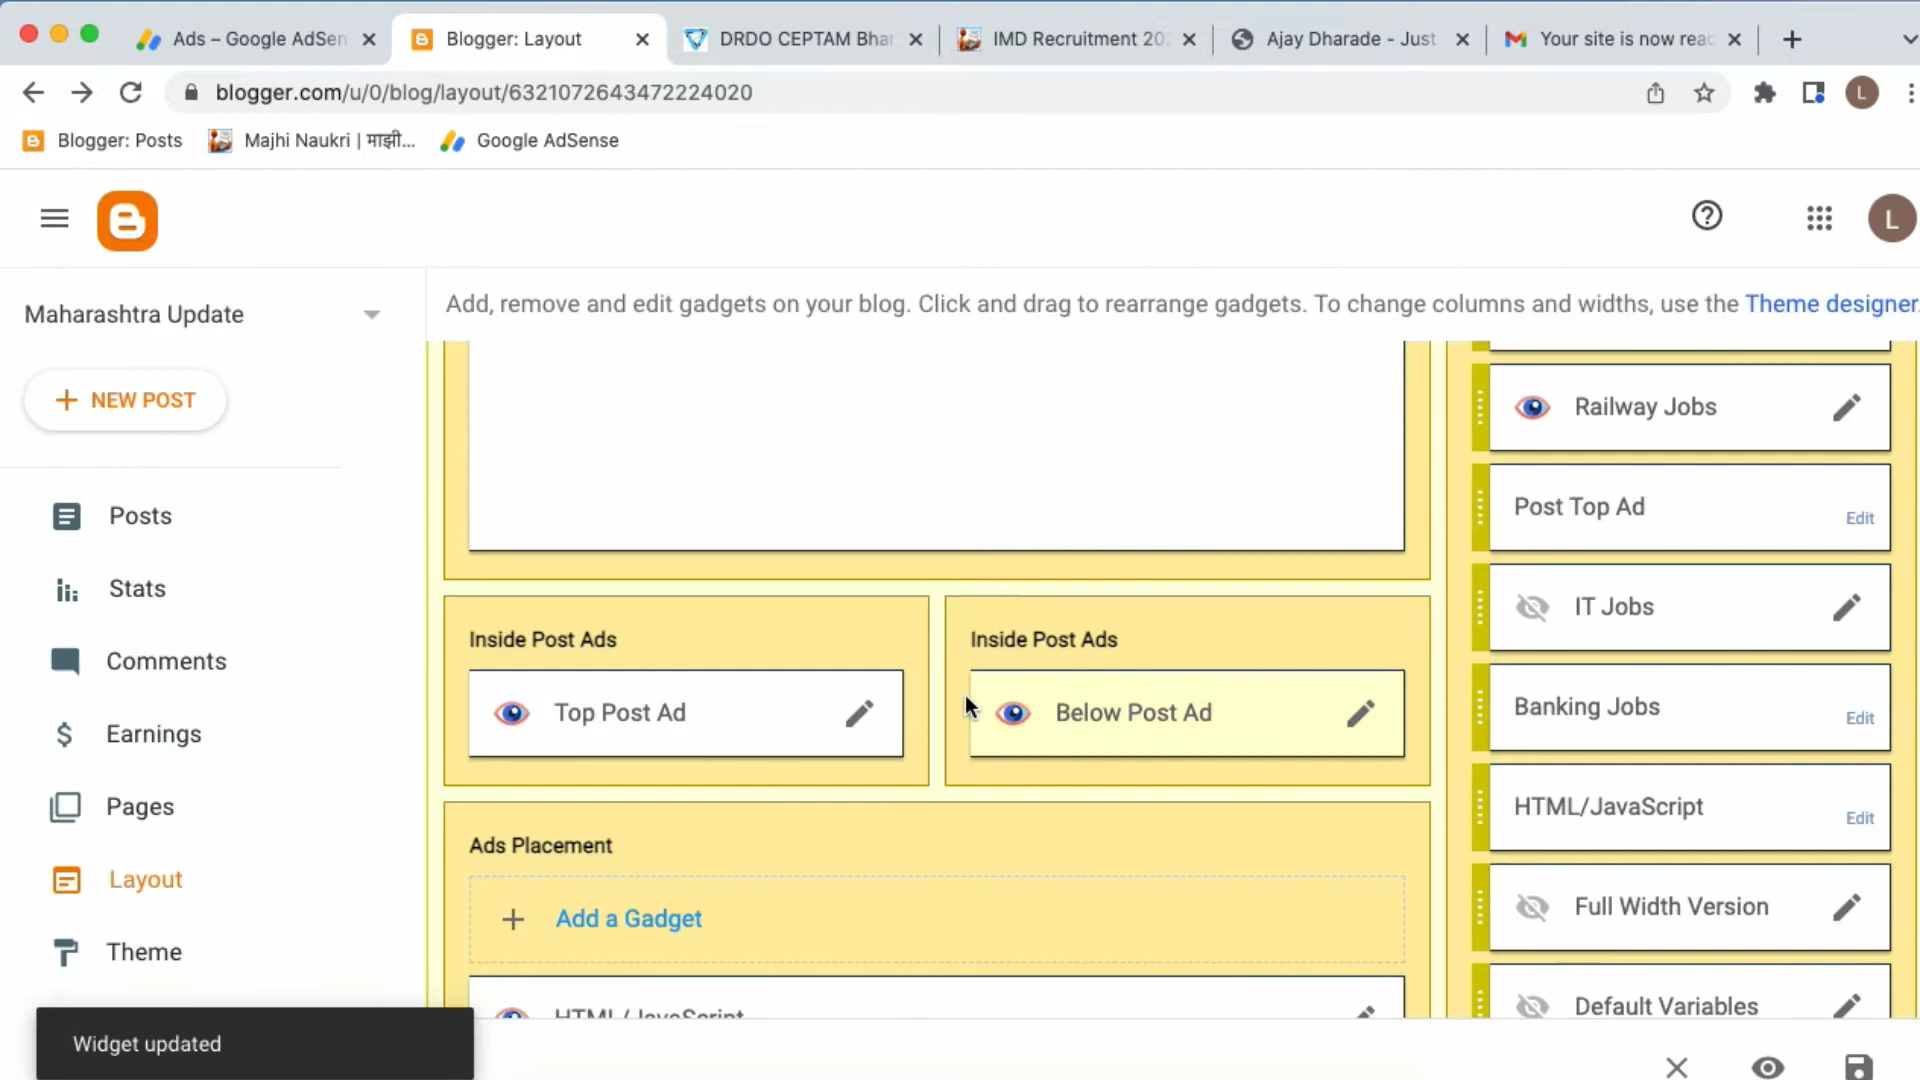 Ads – Google AdSen
Blogger: Layout
DRDO CEPTAM Bhar
IMD Recruitment 20
Ajay Dharade - Just
Your site is now read
blogger.com/u/0/blog/layout/6321072643472224020
L
Blogger: Posts
Majhi Naukri | माझी...
Google AdSense
L
Maharashtra Update
Add, remove and edit gadgets on your blog. Click and drag to rearrange gadgets. To change columns and widths, use the Theme designer.
NEW POST
Posts
Stats
Comments
Earnings
Pages
Layout
Theme
Inside Post Ads
Top Post Ad
Inside Post Ads
Below Post Ad
Ads Placement
Add a Gadget
HTML/JavaScript
Railway Jobs
Post Top Ad
Edit
IT Jobs
Banking Jobs
Edit
HTML/JavaScript
Edit
Full Width Version
Default Variables
Widget updated